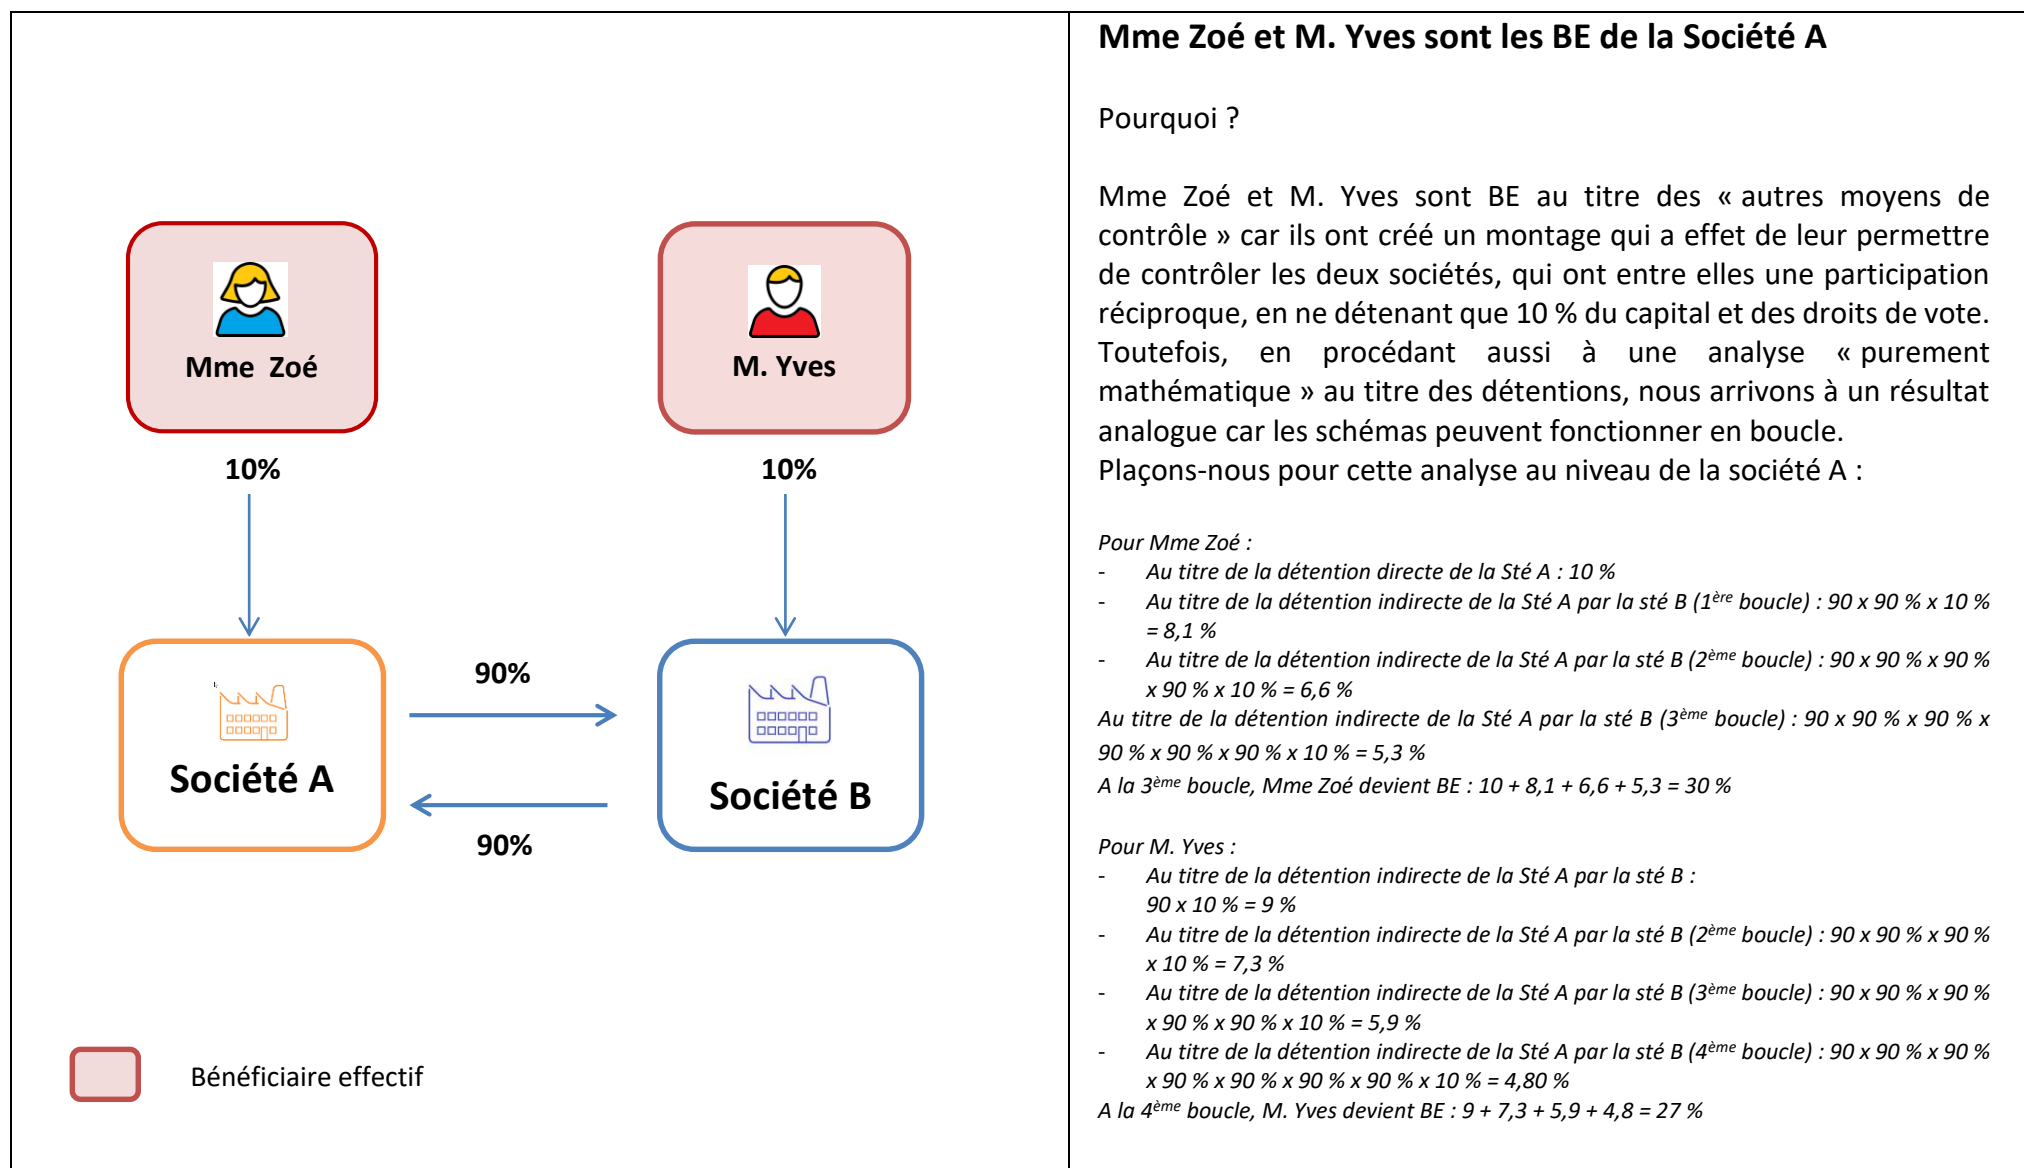 Mme Zoé
M. Yves
10%
10%
90%
Société A
Société B
90%
Bénéficiaire effectif
Mme Zoé et M. Yves sont les BE de la Société A
Pourquoi ?
Mme Zoé et M. Yves sont BE au titre des « autres moyens de
contrôle » car ils ont créé un montage qui a effet de leur permettre
de contrôler les deux sociétés, qui ont entre elles une participation
réciproque, en ne détenant que 10 % du capital et des droits de vote.
Toutefois, en procédant aussi à une analyse « purement
mathématique » au titre des détentions, nous arrivons à un résultat
analogue car les schémas peuvent fonctionner en boucle.
Plaçons-nous pour cette analyse au niveau de la société A :
Pour Mme Zoé :
- Au titre de la détention directe de la Sté A : 10 %
- Au titre de la détention indirecte de la Sté A par la sté B (1ère boucle) : 90 x 90 % x 10 %
= 8,1 %
- Au titre de la détention indirecte de la Sté A par la sté B (2ème boucle) : 90 x 90 % x 90 %
x 90 % x 10 % = 6,6 %
Au titre de la détention indirecte de la Sté A par la sté B (3ème boucle) : 90 x 90 % x 90 % x
90 % x 90 % x 90 % x 10 % = 5,3 %
A la 3ème boucle, Mme Zoé devient BE : 10 + 8,1 + 6,6 + 5,3 = 30 %
Pour M. Yves :
- Au titre de la détention indirecte de la Sté A par la sté B :
90 x 10 % = 9 %
- Au titre de la détention indirecte de la Sté A par la sté B (2ème boucle) : 90 x 90 % x 90 %
x 10 % = 7,3 %
- Au titre de la détention indirecte de la Sté A par la sté B (3ème boucle) : 90 x 90 % x 90 %
x 90 % x 90 % x 10 % = 5,9 %
- Au titre de la détention indirecte de la Sté A par la sté B (4ème boucle) : 90 x 90 % x 90 %
x 90 % x 90 % x 90 % x 90 % x 10 % = 4,80 %
A la 4ème boucle, M. Yves devient BE : 9 + 7,3 + 5,9 + 4,8 = 27 %